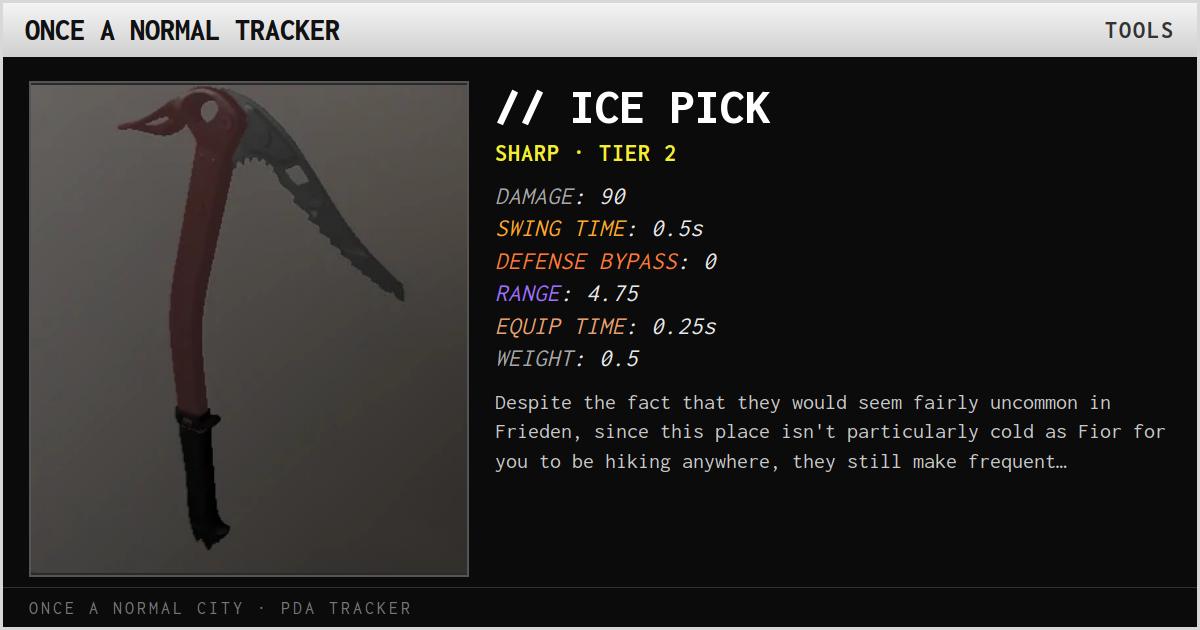 ONCE A NORMAL TRACKER
TOOLS
// ICE PICK
SHARP · TIER 2
DAMAGE: 90
SWING TIME: 0.5s
DEFENSE BYPASS: 0
RANGE: 4.75
EQUIP TIME: 0.25s
WEIGHT: 0.5
Despite the fact that they would seem fairly uncommon in
Frieden, since this place isn't particularly cold as Fior for
you to be hiking anywhere, they still make frequent…
ONCE A NORMAL CITY · PDA TRACKER